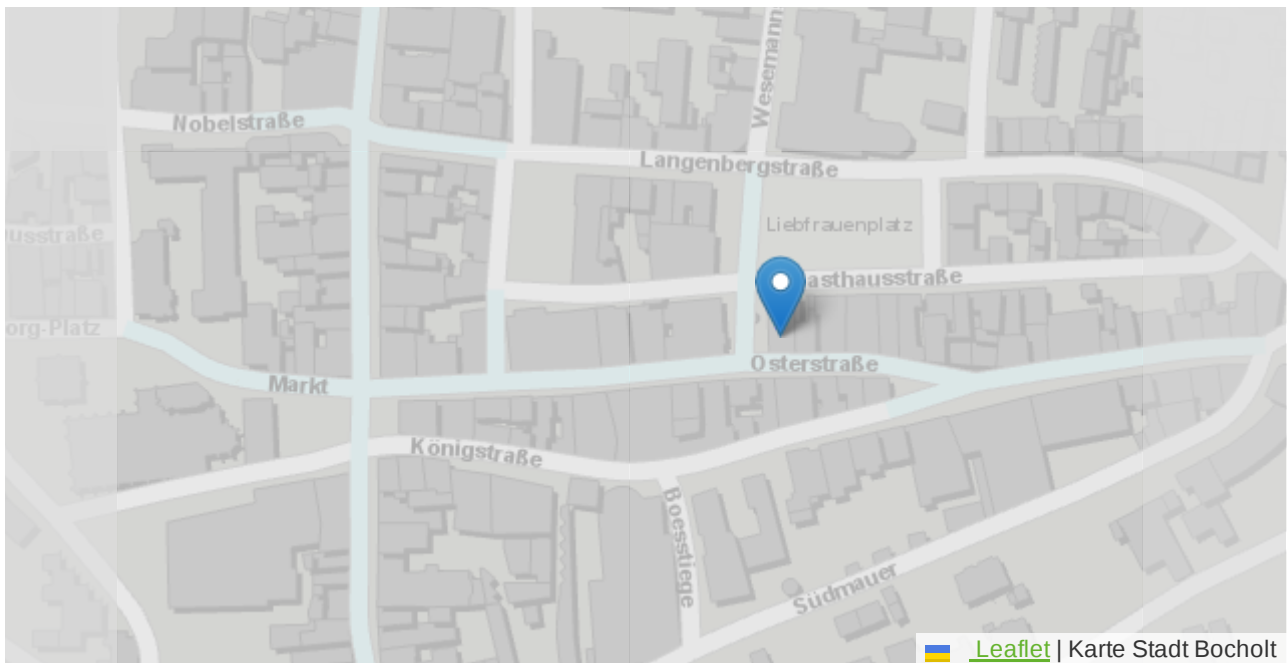 Wesemann
Nobelstraße
Langenbergstraße
Liebfrauenplatz
usstraße
asthausstraße
org-Platz
Osterstraße
Markt
Königstraße
Boesstiege
Südmauer
Leaflet | Karte Stadt Bocholt